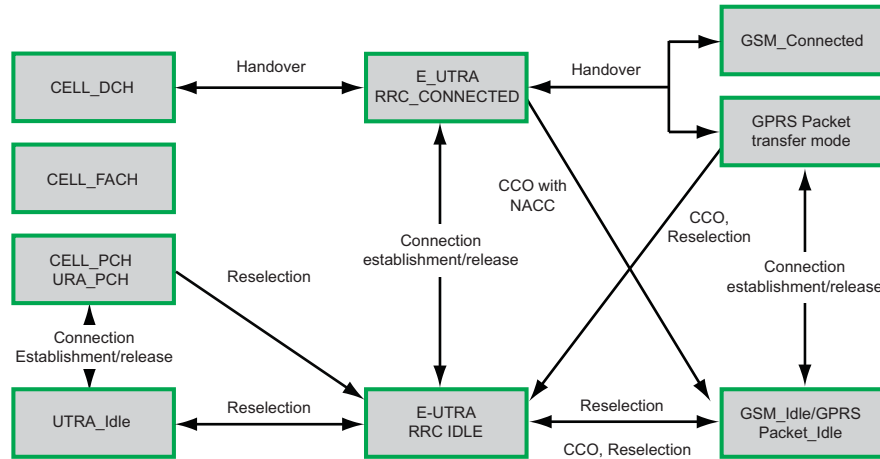 GSM_Connected
Handover
E_UTRA
RRC_CONNECTED
Handover
CELL_DCH
GPRS Packet
transfer mode
CELL_FACH
CCO with
NACC
CCO,
Reselection
CELL_PCH
URA_PCH
Reselection
Connection
establishment/release
Connection
establishment/release
Connection
Establishment/release
UTRA_Idle
Reselection
E-UTRA
RRC IDLE
Reselection
CCO, Reselection
GSM_Idle/GPRS
Packet_Idle